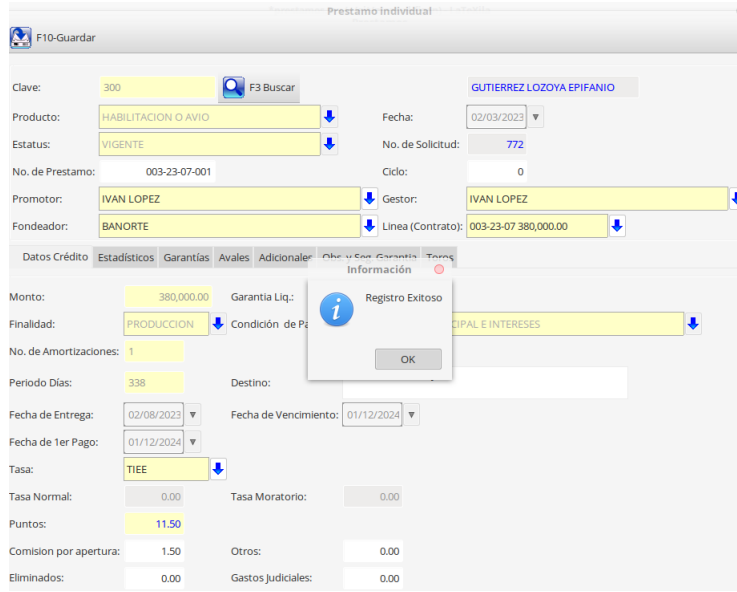 Prestamo individual
F10-Guardar
Clave: 300 F3 Buscar GUTIERREZ LOZOYA EPIFANIO
Producto: HABILITACION O AVIO Fecha: 02/03/2023
Estatus: VIGENTE No. de Solicitud: 772
No. de Prestamo: 003-23-07-001 Ciclo: 0
Promotor: IVAN LOPEZ Gestor: IVAN LOPEZ
Fondeador: BANORTE Linea (Contrato): 003-23-07 380,000.00
Datos Crédito Estadísticos Garantías Avales Adicionales Obs. y Seg. Garantia Toros
Información
Monto: 380,000.00 Garantia Liq.: Registro Exitoso
Finalidad: PRODUCCION Condición de Pa CIPAL E INTERESES
No. de Amortizaciones: 1
OK
Periodo Días: 338 Destino:
Fecha de Entrega: 02/08/2023 Fecha de Vencimiento: 01/12/2024
Fecha de 1er Pago: 01/12/2024
Tasa: TIEE
Tasa Normal: 0.00 Tasa Moratorio: 0.00
Puntos: 11.50
Comision por apertura: 1.50 Otros: 0.00
Eliminados: 0.00 Gastos Judiciales: 0.00